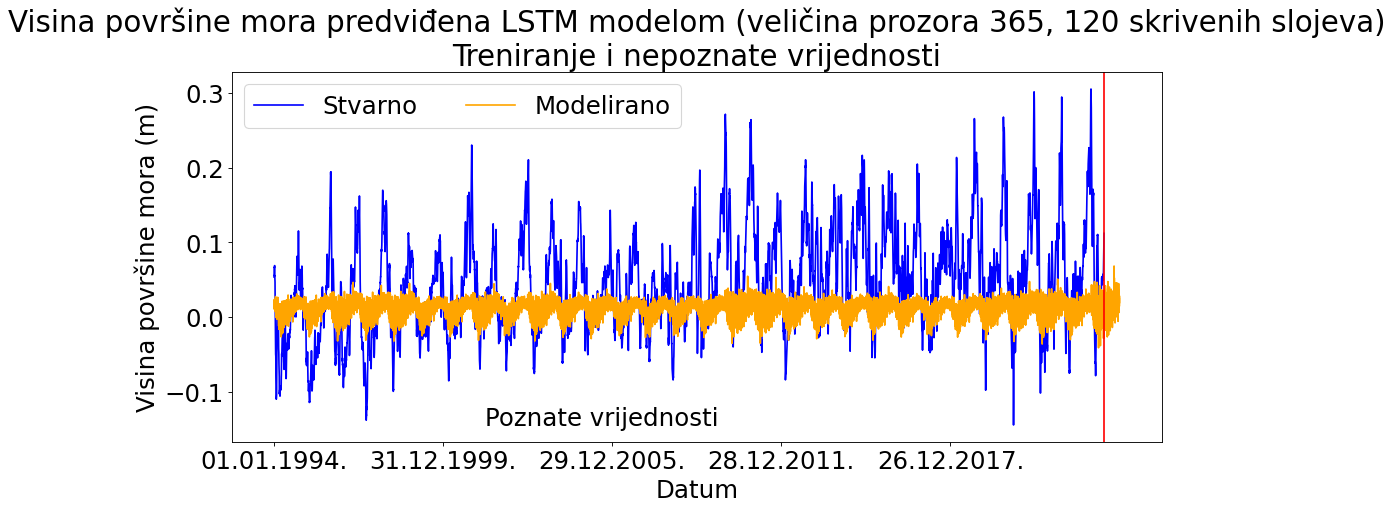 Visina površine mora predviđena LSTM modelom (veličina prozora 365, 120 skrivenih slojeva)
Treniranje i nepoznate vrijednosti
Stvarno
Modelirano
Visina površine mora (m)
0.3
0.2
0.1
0.0
−0.1
Poznate vrijednosti
01.01.1994.
31.12.1999.
29.12.2005.
28.12.2011.
26.12.2017.
Datum